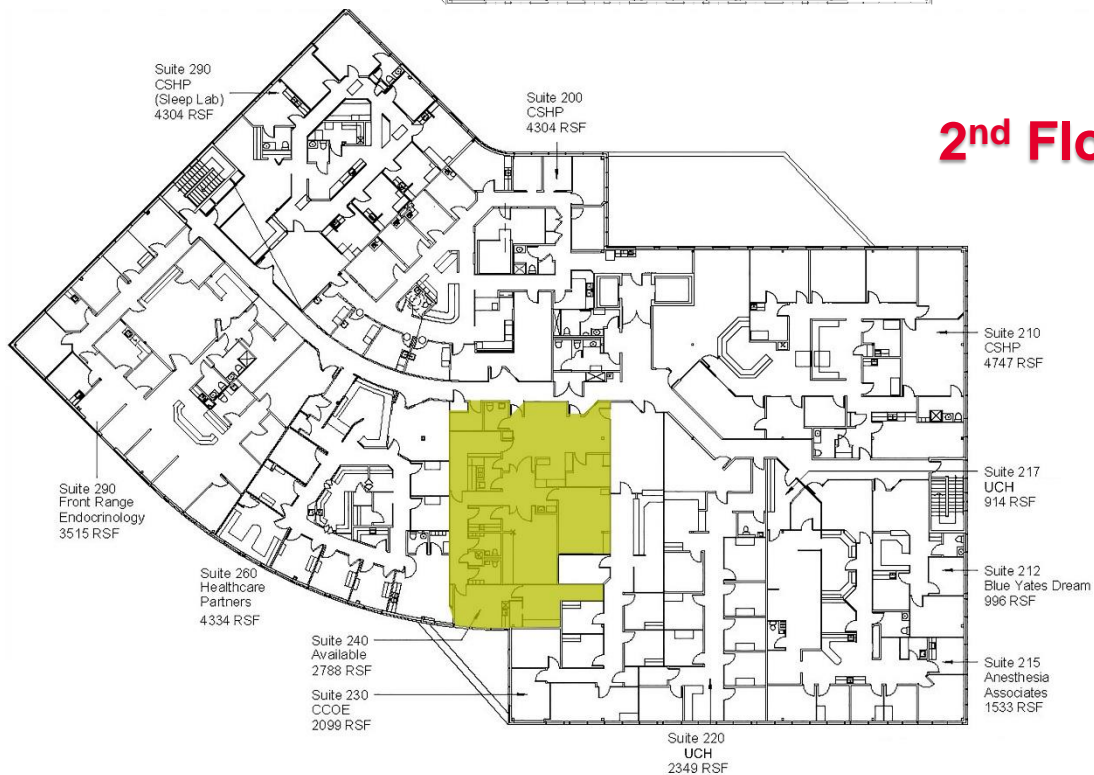 2nd Flo
Suite 290
CSHP
(Sleep Lab)
4304 RSF
Suite 200
CSHP
4304 RSF
Suite 210
CSHP
4747 RSF
Suite 217
UCH
914 RSF
Suite 212
Blue Yates Dream
996 RSF
Suite 215
Anesthesia
Associates
1533 RSF
Suite 290
Front Range
Endocrinology
3515 RSF
Suite 260
Healthcare
Partners
4334 RSF
Suite 240
Available
2788 RSF
Suite 230
CCOE
2099 RSF
Suite 220
UCH
2349 RSF